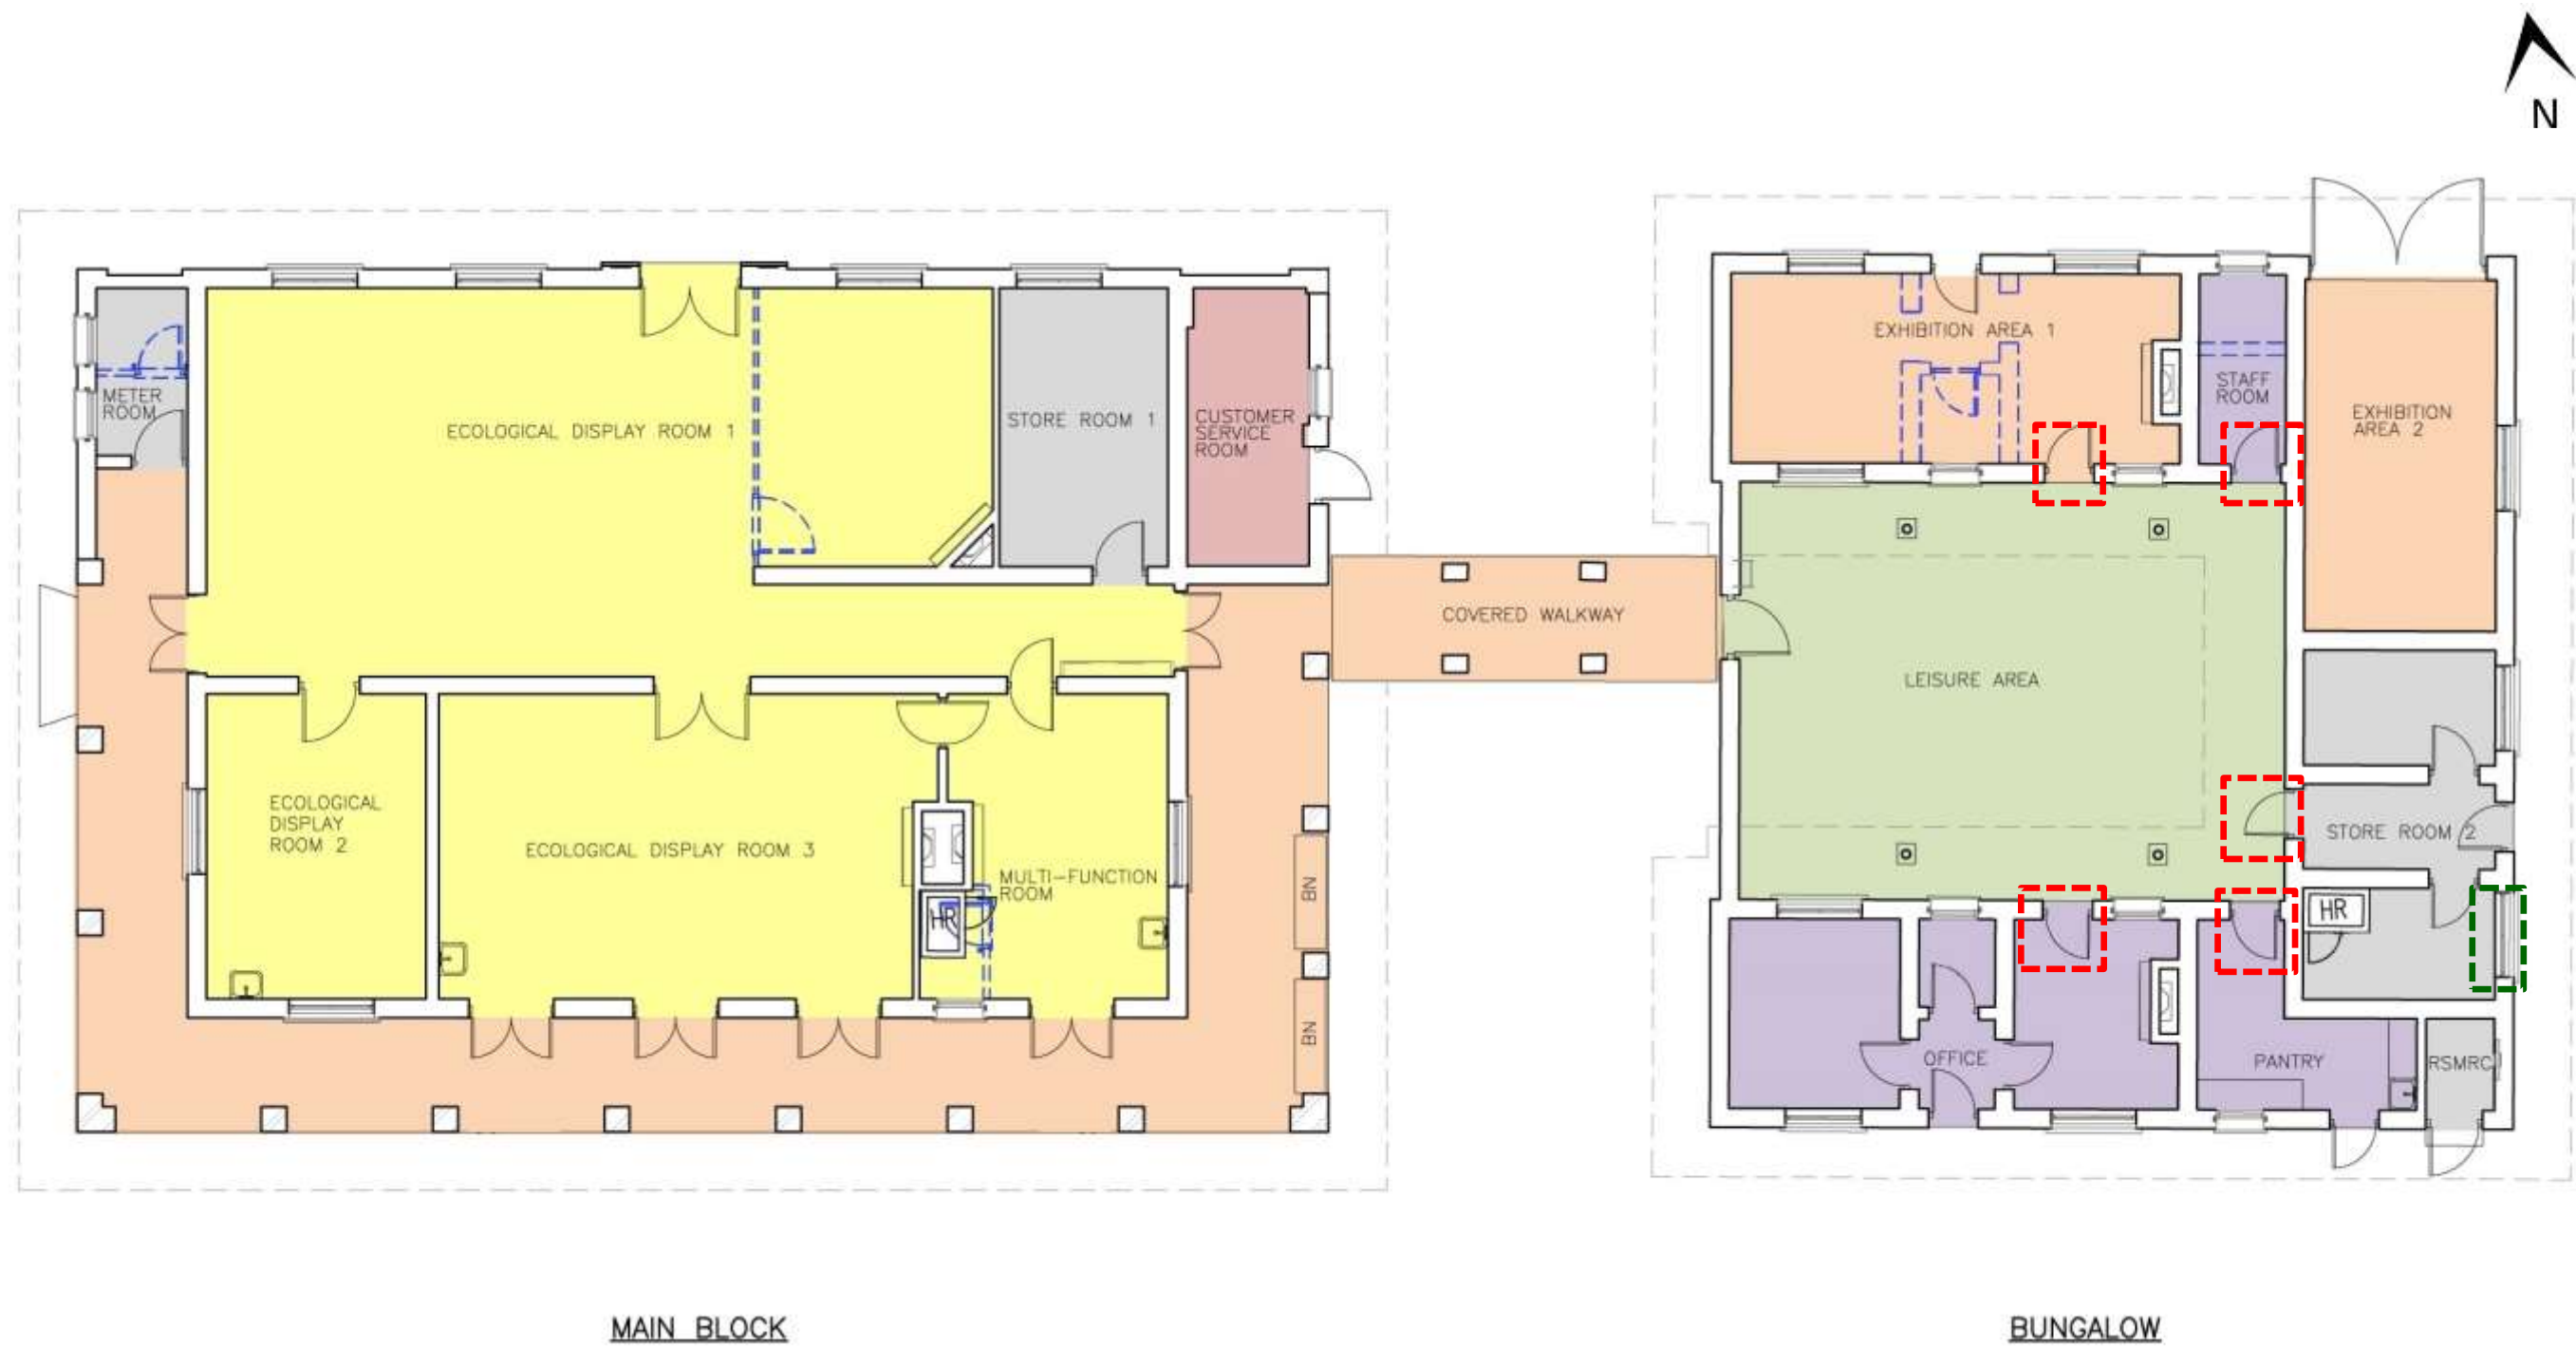 N
METER
ROOM
ECOLOGICAL DISPLAY ROOM 1
STORE ROOM 1
CUSTOMER
SERVICE
ROOM
EXHIBITION AREA 1
STAFF
ROOM
EXHIBITION
AREA 2
COVERED WALKWAY
LEISURE AREA
ECOLOGICAL
DISPLAY
ROOM 2
ECOLOGICAL DISPLAY ROOM 3
MULTI-FUNCTION
ROOM
HR
BN
BN
STORE ROOM 2
HR
OFFICE
PANTRY
RSMRC
MAIN BLOCK
BUNGALOW